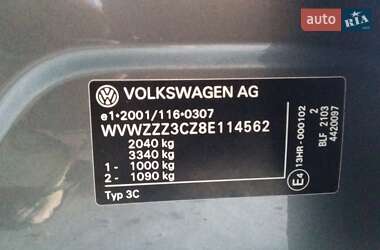 auto RIA
VOLKSWAGEN AG
e1*2001/116*0307
WVWZZZ3CZ8E114562
2040 kg
3340 kg
1- 1000 kg
2- 1090 kg
Typ 3C
E4 13HR-000102
2
BLF 2103
4420097